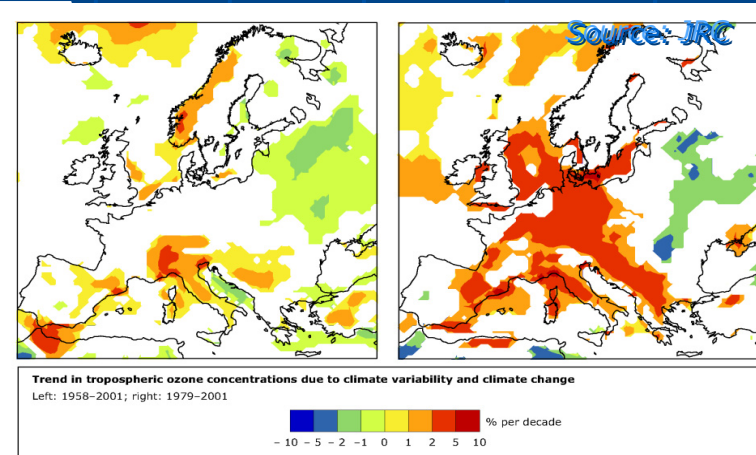 Source: JRC
Trend in tropospheric ozone concentrations due to climate variability and climate change
Left: 1958–2001; right: 1979–2001
% per decade
– 10 – 5 – 2 –1 0 1 2 5 10